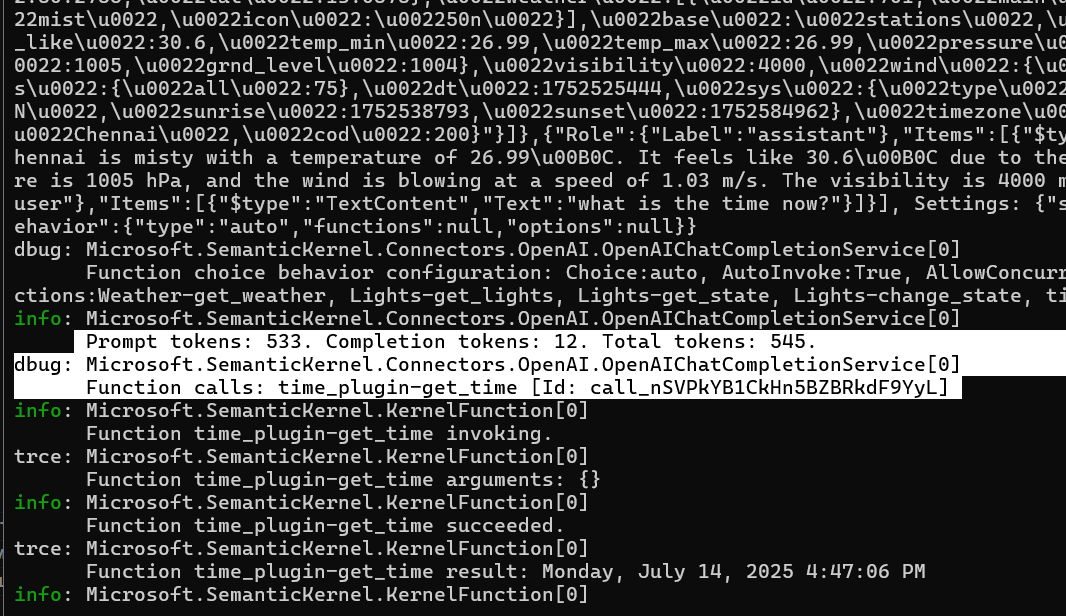 22mist\u0022,\u0022icon\u0022:\u002250n\u0022}],\u0022base\u0022:\u0022stations\u0022,\u
_like\u0022:30.6,\u0022temp_min\u0022:26.99,\u0022temp_max\u0022:26.99,\u0022pressure\u0
0022:1005,\u0022grnd_level\u0022:1004},\u0022visibility\u0022:4000,\u0022wind\u0022:{\u0
s\u0022:{\u0022all\u0022:75},\u0022dt\u0022:1752525444,\u0022sys\u0022:{\u0022type\u0022
N\u0022,\u0022sunrise\u0022:1752538793,\u0022sunset\u0022:1752584962},\u0022timezone\u00
u0022Chennai\u0022,\u0022cod\u0022:200}"}]},{"Role":{"Label":"assistant"},"Items":[{"$ty
hennai is misty with a temperature of 26.99\u00B0C. It feels like 30.6\u00B0C due to the
re is 1005 hPa, and the wind is blowing at a speed of 1.03 m/s. The visibility is 4000 m
user"},"Items":[{"$type":"TextContent","Text":"what is the time now?"}]}], Settings: {"s
ehavior":{"type":"auto","functions":null,"options":null}}
dbug: Microsoft.SemanticKernel.Connectors.OpenAI.OpenAIChatCompletionService[0]
Function choice behavior configuration: Choice:auto, AutoInvoke:True, AllowConcurr
ctions:Weather-get_weather, Lights-get_lights, Lights-get_state, Lights-change_state, ti
info: Microsoft.SemanticKernel.Connectors.OpenAI.OpenAIChatCompletionService[0]
Prompt tokens: 533. Completion tokens: 12. Total tokens: 545.
dbug: Microsoft.SemanticKernel.Connectors.OpenAI.OpenAIChatCompletionService[0]
Function calls: time_plugin-get_time [Id: call_nSVPkYB1CkHn5BZBRkdF9YyL]
info: Microsoft.SemanticKernel.KernelFunction[0]
Function time_plugin-get_time invoking.
trce: Microsoft.SemanticKernel.KernelFunction[0]
Function time_plugin-get_time arguments: {}
info: Microsoft.SemanticKernel.KernelFunction[0]
Function time_plugin-get_time succeeded.
trce: Microsoft.SemanticKernel.KernelFunction[0]
Function time_plugin-get_time result: Monday, July 14, 2025 4:47:06 PM
info: Microsoft.SemanticKernel.KernelFunction[0]